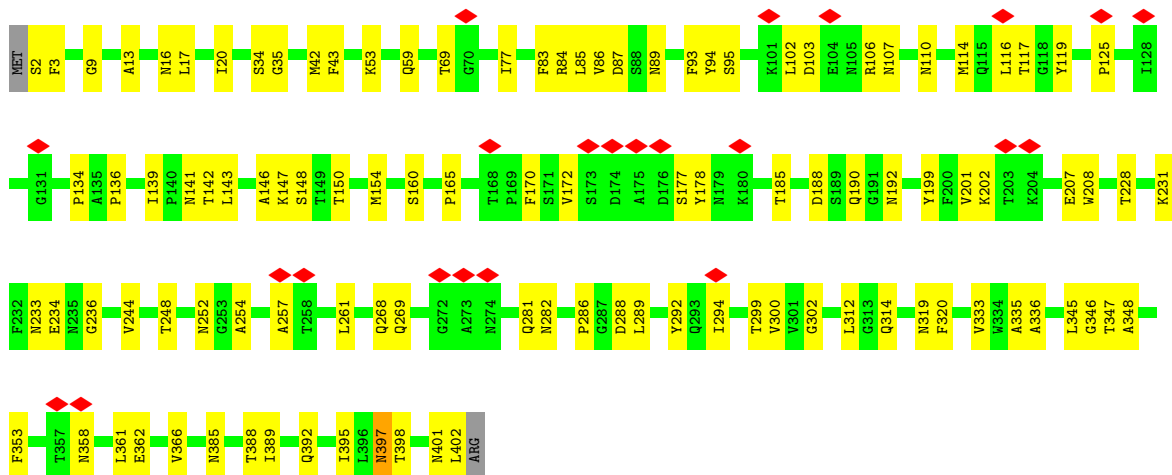 MET S2 F3 G9 A13 N16 L17 I20 S34 G35 M42 F43 K53 Q59 T69 G70 I77 F83 R84 L85 V86 D87 S88 N89 F93 Y94 S95 K101 L102 D103 E104 N105 R106 N107 N110 M114 Q115 L116 T117 G118 Y119 P125 I128
G131 P134 A135 P136 I139 P140 N141 T142 L143 A146 K147 S148 T149 T150 M154 S160 P165 T168 P169 F170 S171 V172 S173 D174 A175 D176 S177 Y178 N179 K180 T185 D188 S189 Q190 G191 N192 Y199 F200 V201 K202 T203 K204 E207 W208 T228 K231
F232 N233 E234 N235 G236 V244 T248 N252 G253 A254 A257 T258 L261 Q268 Q269 G272 A273 N274 Q281 N282 P286 G287 D288 L289 Y292 Q293 I294 T299 V300 V301 G302 L312 G313 Q314 N319 F320 V333 W334 A335 A336 L345 G346 T347 A348
F353 T357 N358 L361 E362 V366 N385 T388 I389 Q392 I395 L396 N397 T398 N401 L402 ARG